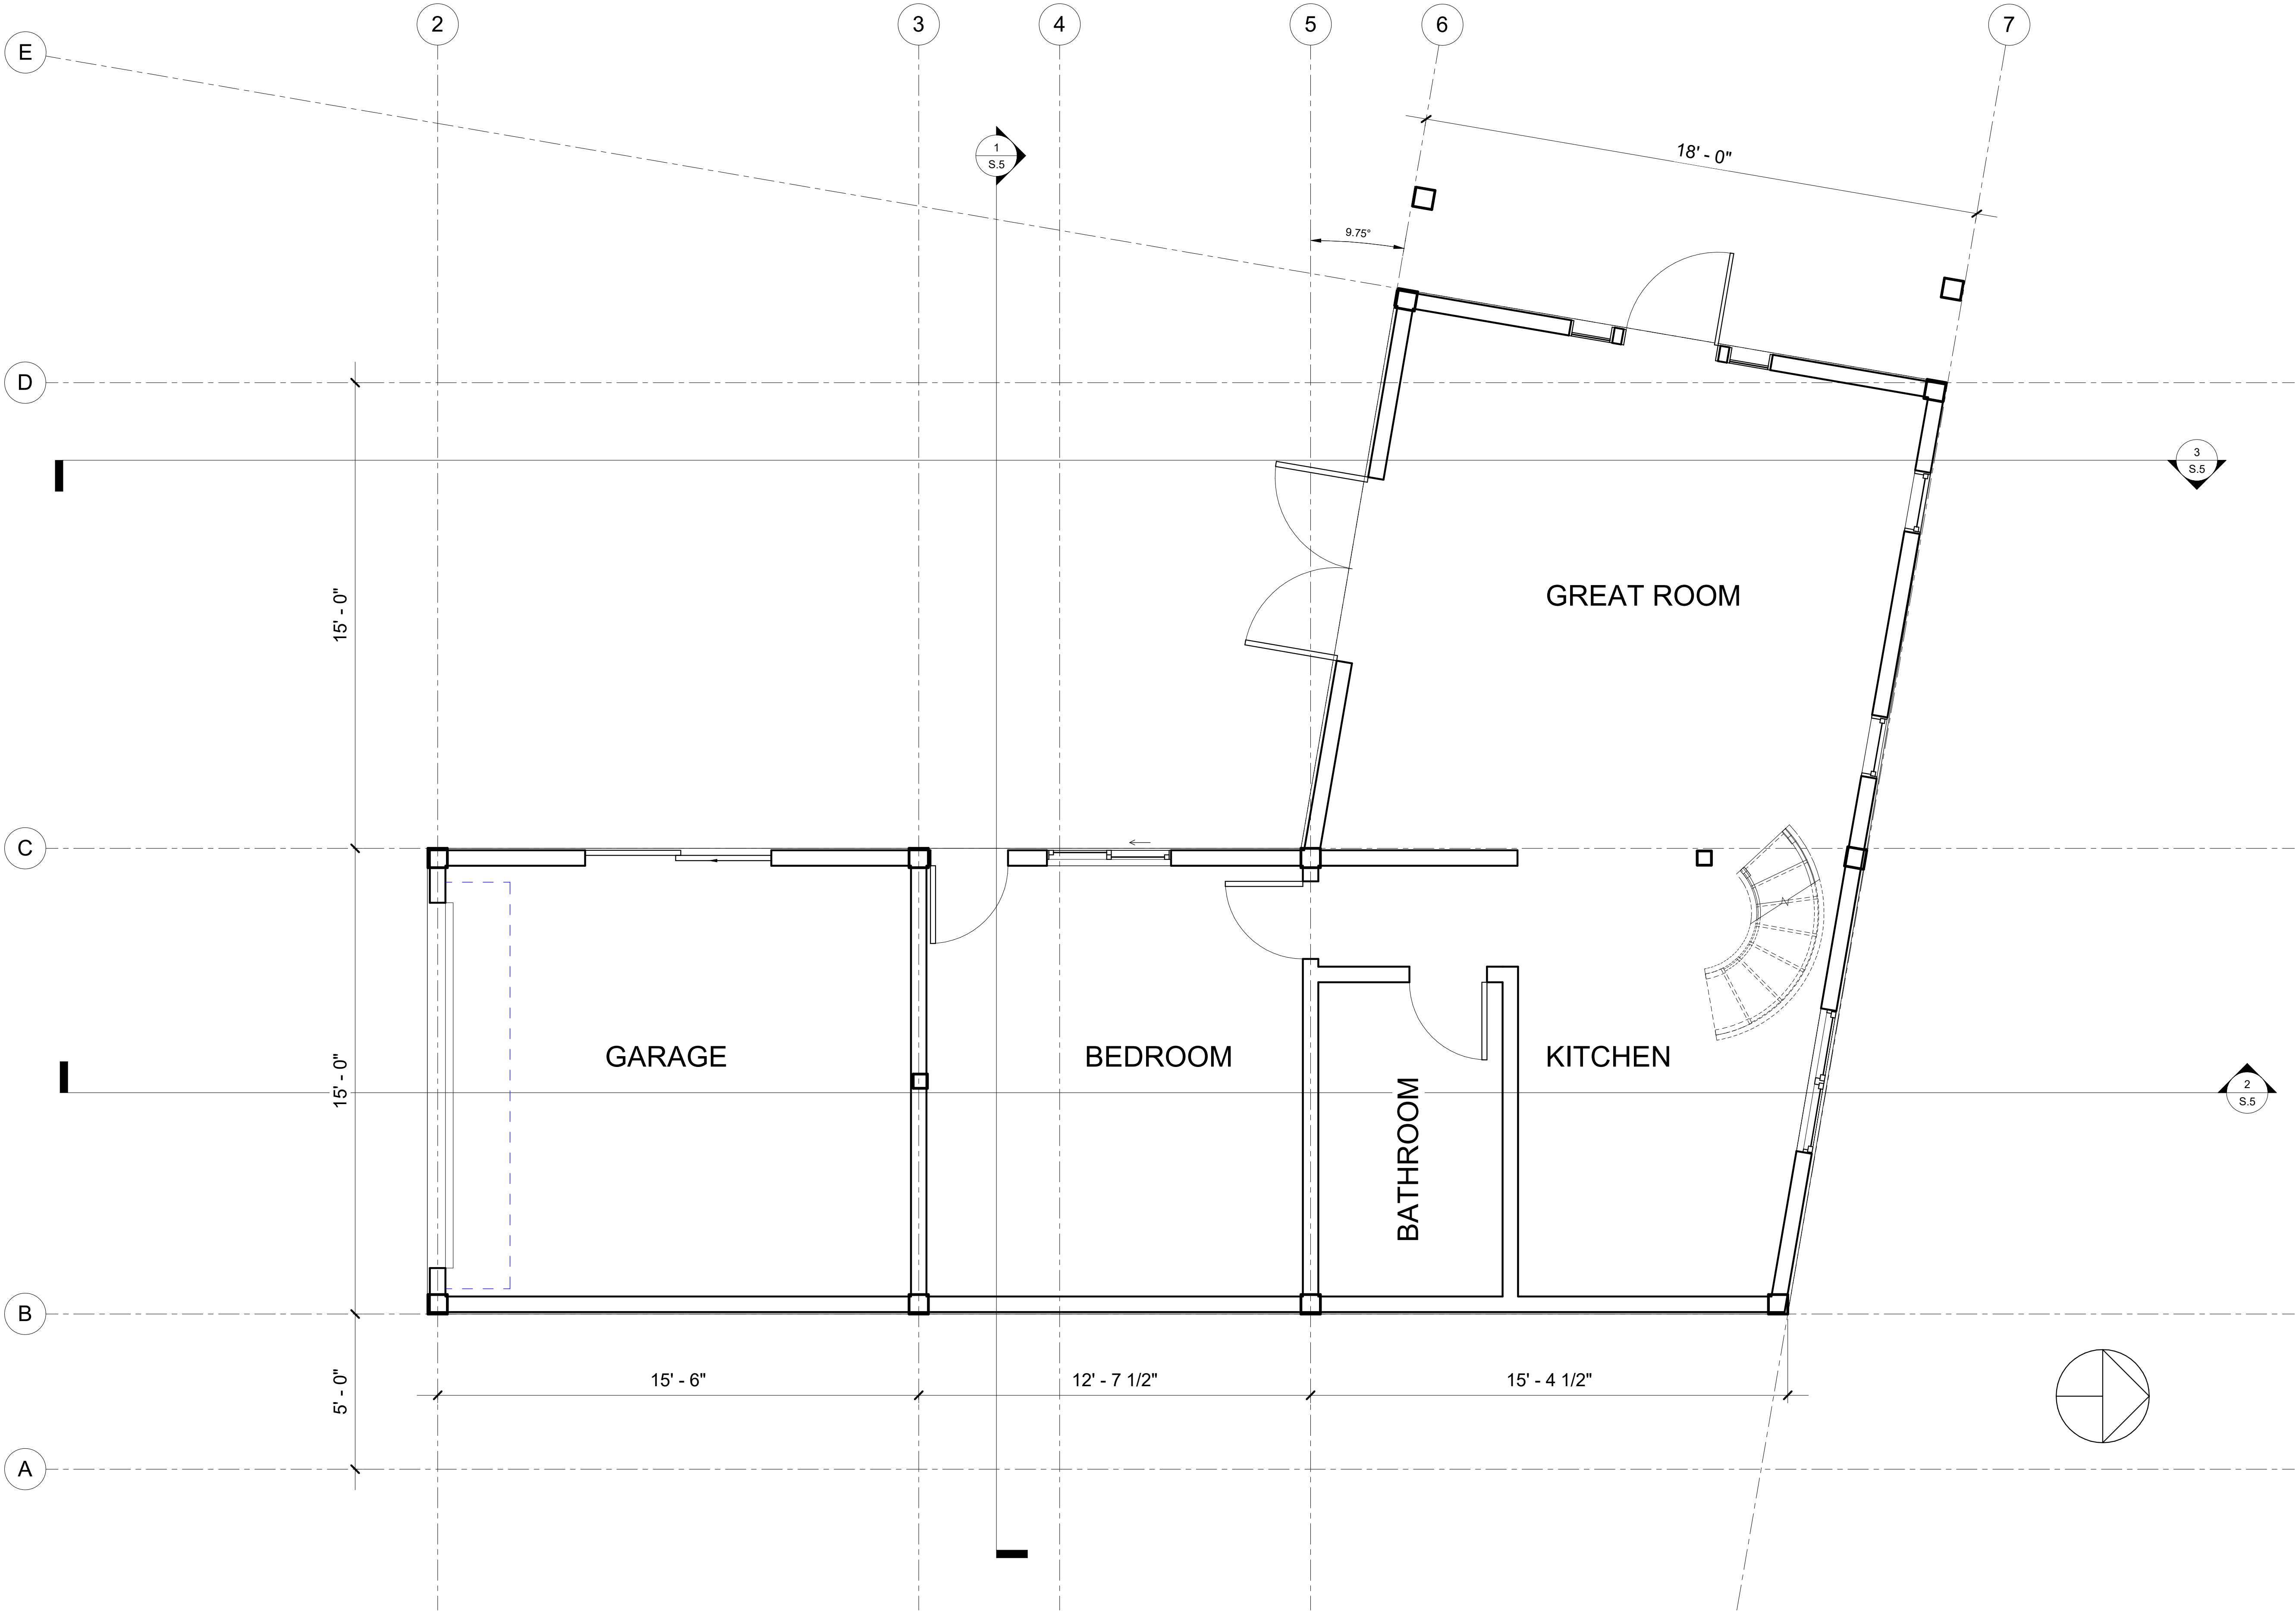 2
3
4
5
6
7
E
1
S.5
18' - 0"
9.75°
D
3
S.5
15' - 0"
GREAT ROOM
C
GARAGE
BEDROOM
KITCHEN
15' - 0"
BATHROOM
2
S.5
B
5' - 0"
15' - 6"
12' - 7 1/2"
15' - 4 1/2"
A